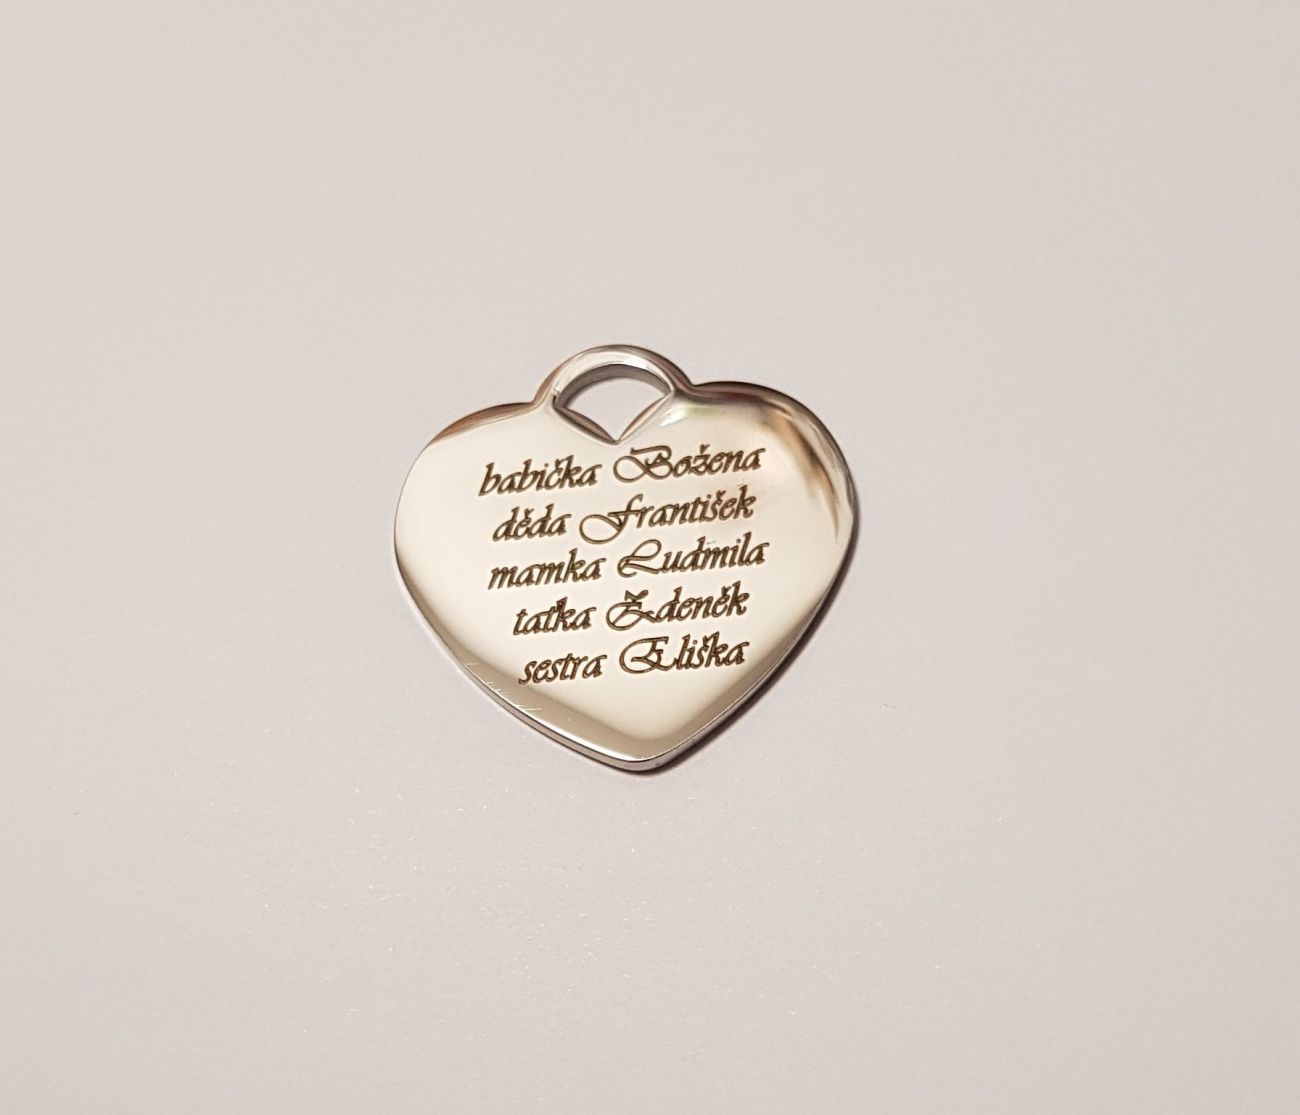 babička Božena
děda František
mamka Ludmila
taťka Zdeněk
sestra Eliška